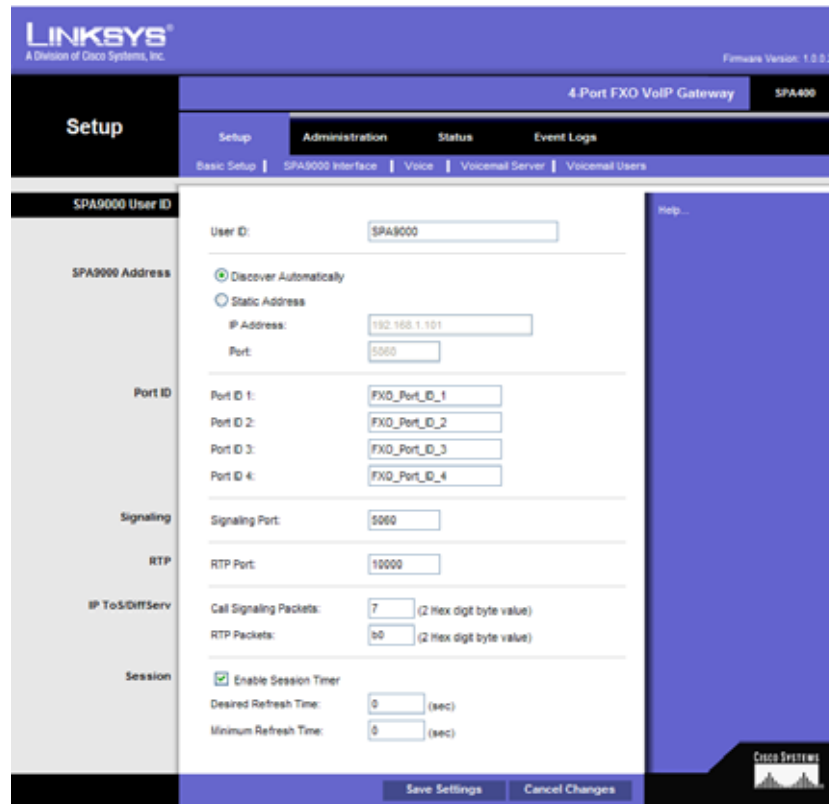 LINKSYS®
A Division of Cisco Systems, Inc.
Firmware Version: 1.0.0.
4-Port FXO VoIP Gateway SPA400
Setup
Setup Administration Status Event Logs
Basic Setup | SPA9000 Interface | Voice | Voicemail Server | Voicemail Users
SPA9000 User ID
Help...
User ID: SPA9000
SPA9000 Address
Discover Automatically
Static Address
IP Address: 192.168.1.101
Port: 5060
Port ID
Port ID 1: FXO_Port_ID_1
Port ID 2: FXO_Port_ID_2
Port ID 3: FXO_Port_ID_3
Port ID 4: FXO_Port_ID_4
Signaling
Signaling Port: 5060
RTP
RTP Port: 10000
IP ToS/DiffServ
Call Signaling Packets: 7 (2 Hex digit byte value)
RTP Packets: b0 (2 Hex digit byte value)
Session
Enable Session Timer
Desired Refresh Time: 0 (sec)
Minimum Refresh Time: 0 (sec)
Save Settings Cancel Changes
CISCO SYSTEMS